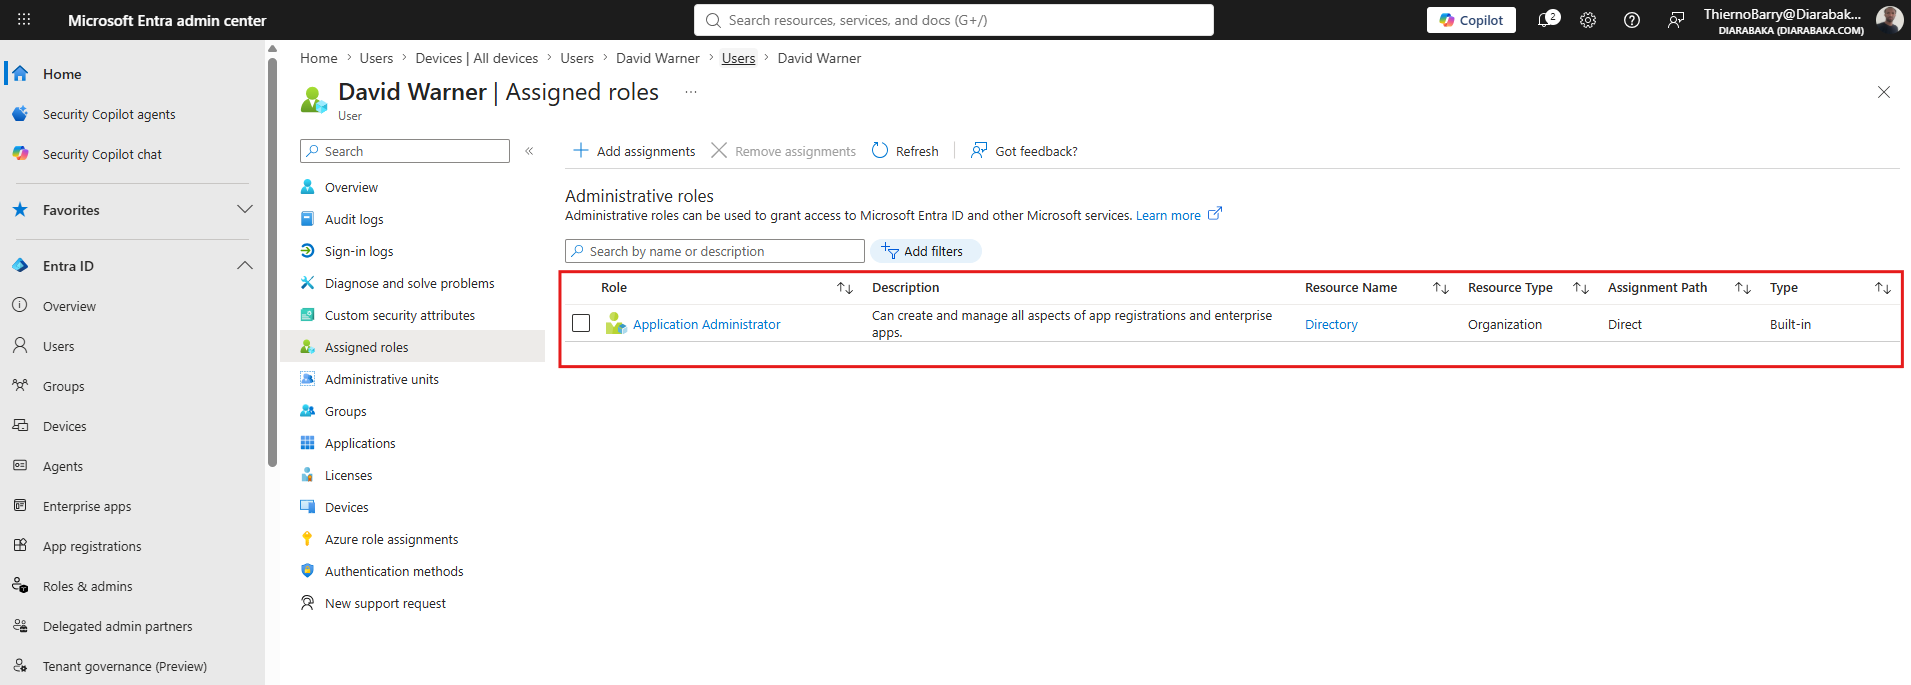 Microsoft Entra admin center
Search resources, services, and docs (G+/)
Copilot
2
ThiernoBarry@Diarabak...
DIARABAKA (DIARABAKA.COM)
Home
Security Copilot agents
Security Copilot chat
Favorites
Entra ID
Overview
Users
Groups
Devices
Agents
Enterprise apps
App registrations
Roles & admins
Delegated admin partners
Tenant governance (Preview)
Home > Users > Devices | All devices > Users > David Warner > Users > David Warner
David Warner | Assigned roles ...
User
Search
«
Overview
Audit logs
Sign-in logs
Diagnose and solve problems
Custom security attributes
Assigned roles
Administrative units
Groups
Applications
Licenses
Devices
Azure role assignments
Authentication methods
New support request
Add assignments Remove assignments Refresh Got feedback?
Administrative roles
Administrative roles can be used to grant access to Microsoft Entra ID and other Microsoft services. Learn more
Search by name or description
Add filters
Role Description Resource Name Resource Type Assignment Path Type
Application Administrator Can create and manage all aspects of app registrations and enterprise apps. Directory Organization Direct Built-in